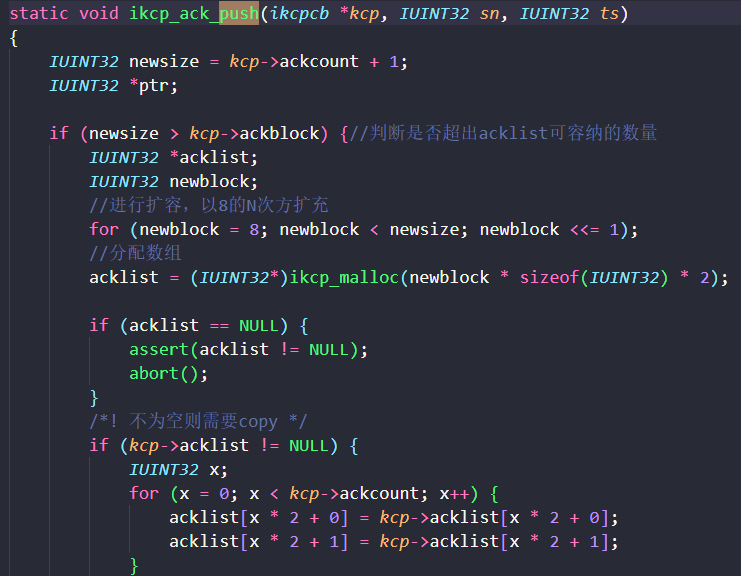 static void ikcp_ack_push(ikcpcb *kcp, IUINT32 sn, IUINT32 ts)
{
    IUINT32 newsize = kcp->ackcount + 1;
    IUINT32 *ptr;

    if (newsize > kcp->ackblock) {//判断是否超出acklist可容纳的数量
        IUINT32 *acklist;
        IUINT32 newblock;
        //进行扩容，以8的N次方扩充
        for (newblock = 8; newblock < newsize; newblock <<= 1);
        //分配数组
        acklist = (IUINT32*)ikcp_malloc(newblock * sizeof(IUINT32) * 2);

        if (acklist == NULL) {
            assert(acklist != NULL);
            abort();
        }
        /*! 不为空则需要copy */
        if (kcp->acklist != NULL) {
            IUINT32 x;
            for (x = 0; x < kcp->ackcount; x++) {
                acklist[x * 2 + 0] = kcp->acklist[x * 2 + 0];
                acklist[x * 2 + 1] = kcp->acklist[x * 2 + 1];
            }